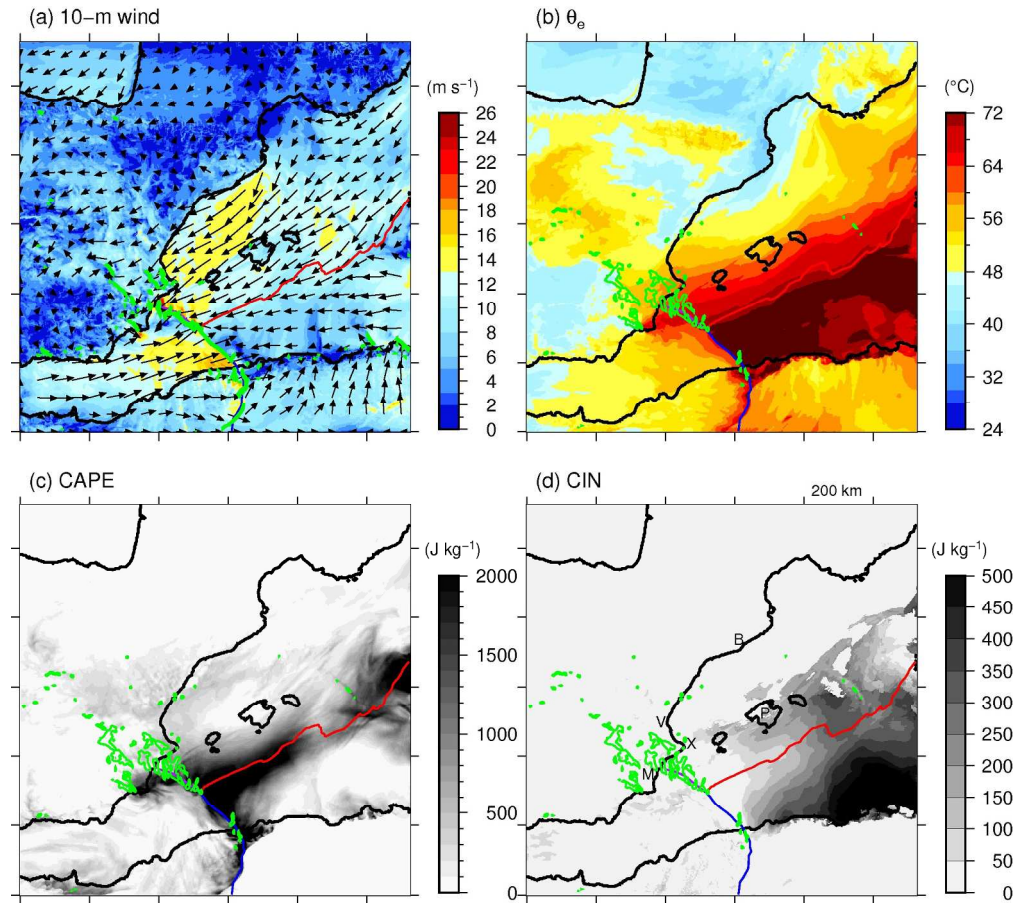 (a) 10−m wind
(m s⁻¹)
26
24
22
20
18
16
14
12
10
8
6
4
2
0
(b) θₑ
(°C)
72
64
56
48
40
32
24
(c) CAPE
(J kg⁻¹)
2000
1500
1000
500
0
(d) CIN
200 km
(J kg⁻¹)
500
450
400
350
300
250
200
150
100
50
0
B
P
V
X
M